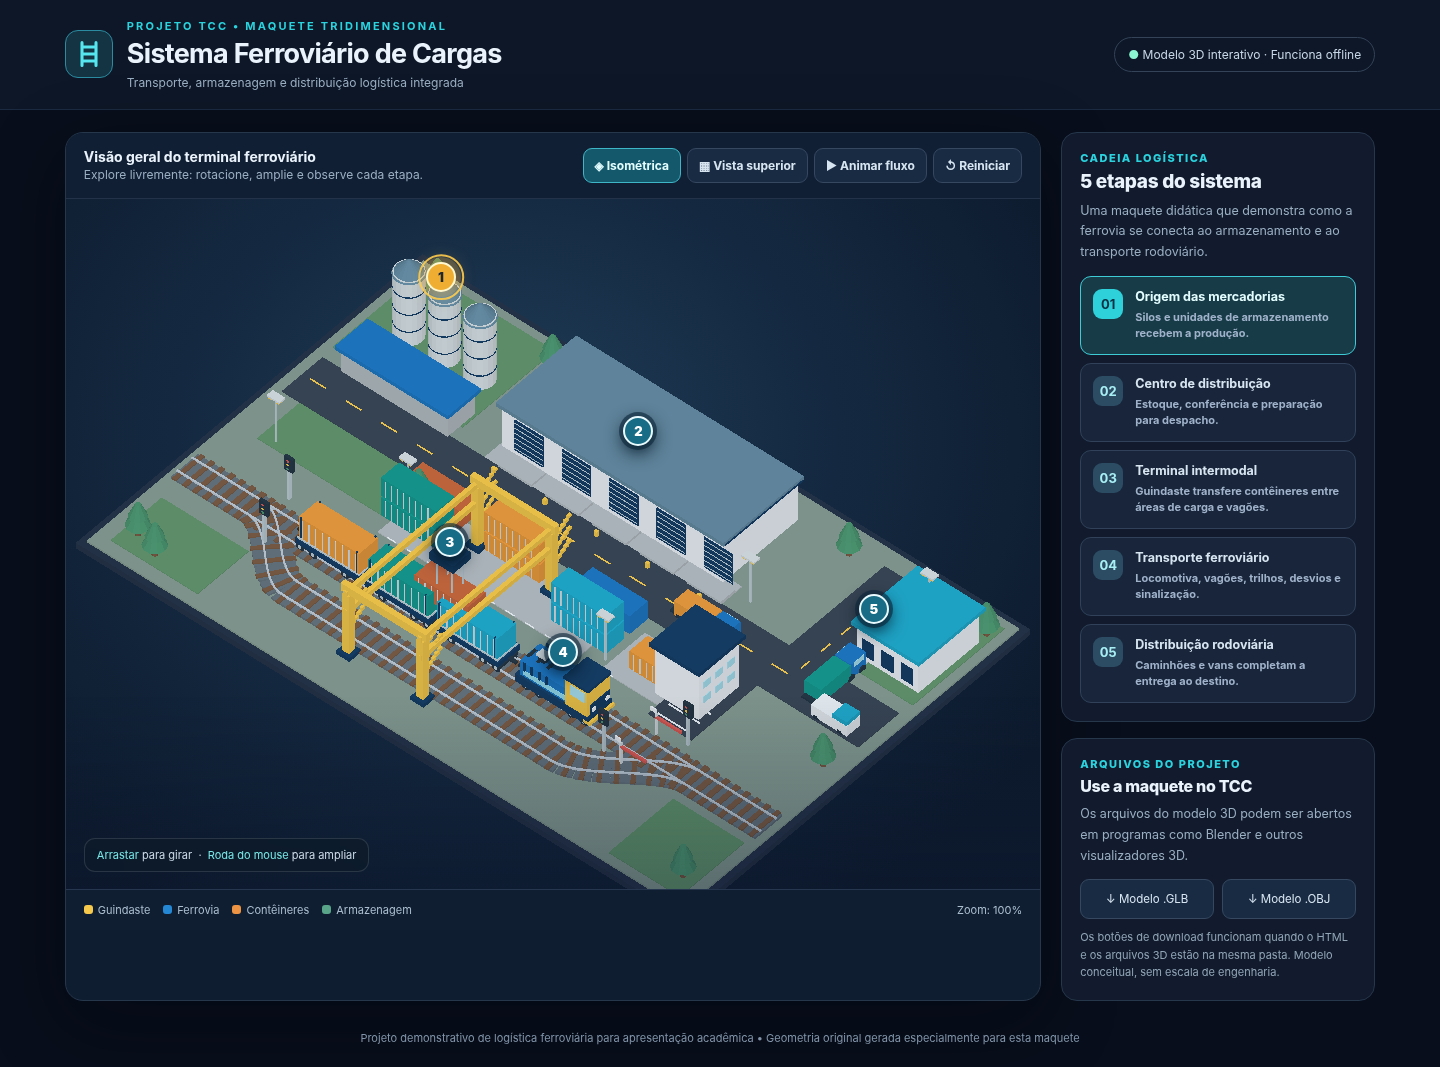 PROJETO TCC • MAQUETE TRIDIMENSIONAL
Sistema Ferroviário de Cargas
Transporte, armazenagem e distribuição logística integrada
Modelo 3D interativo · Funciona offline
Visão geral do terminal ferroviário
Explore livremente: rotacione, amplie e observe cada etapa.
◈ Isométrica
▦ Vista superior
▶ Animar fluxo
↺ Reiniciar
1
2
3
4
5
Arrastar para girar · Roda do mouse para ampliar
Guindaste
Ferrovia
Contêineres
Armazenagem
Zoom: 100%
CADEIA LOGÍSTICA
5 etapas do sistema
Uma maquete didática que demonstra como a
ferrovia se conecta ao armazenamento e ao
transporte rodoviário.
01
Origem das mercadorias
Silos e unidades de armazenamento
recebem a produção.
02
Centro de distribuição
Estoque, conferência e preparação
para despacho.
03
Terminal intermodal
Guindaste transfere contêineres entre
áreas de carga e vagões.
04
Transporte ferroviário
Locomotiva, vagões, trilhos, desvios e
sinalização.
05
Distribuição rodoviária
Caminhões e vans completam a
entrega ao destino.
ARQUIVOS DO PROJETO
Use a maquete no TCC
Os arquivos do modelo 3D podem ser abertos
em programas como Blender e outros
visualizadores 3D.
↓ Modelo .GLB
↓ Modelo .OBJ
Os botões de download funcionam quando o HTML
e os arquivos 3D estão na mesma pasta. Modelo
conceitual, sem escala de engenharia.
Projeto demonstrativo de logística ferroviária para apresentação acadêmica • Geometria original gerada especialmente para esta maquete